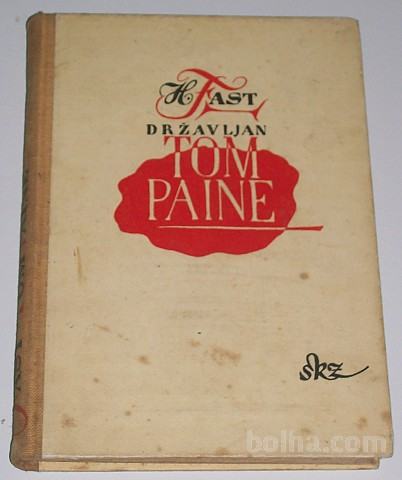 H FAST
DRŽAVLJAN
TOM
PAINE
skz
bolha.com